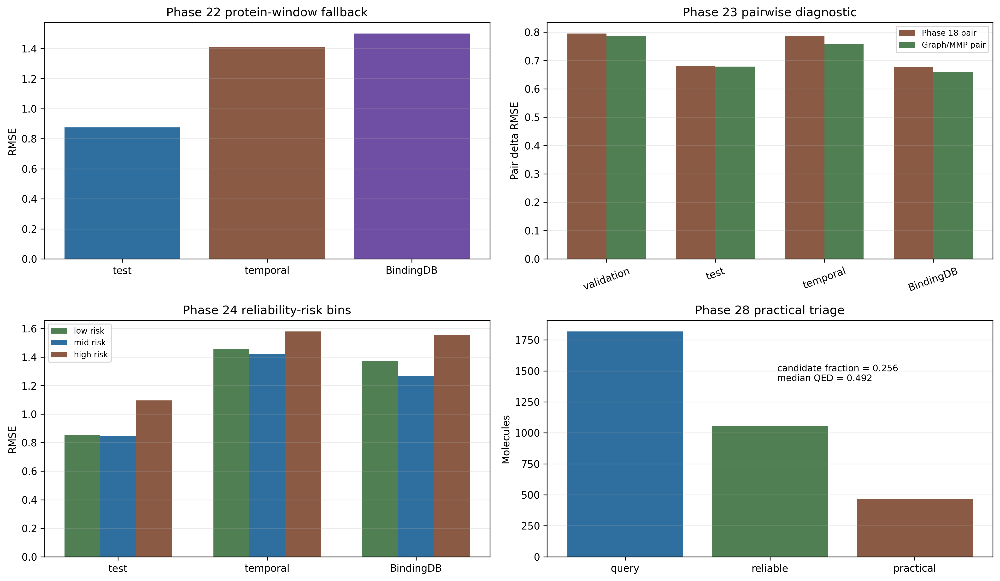 Phase 22 protein-window fallback
RMSE
1.4
1.2
1.0
0.8
0.6
0.4
0.2
0.0
test
temporal
BindingDB
Phase 23 pairwise diagnostic
Pair delta RMSE
0.8
0.7
0.6
0.5
0.4
0.3
0.2
0.1
0.0
Phase 18 pair
Graph/MMP pair
validation
test
temporal
BindingDB
Phase 24 reliability-risk bins
RMSE
1.6
1.4
1.2
1.0
0.8
0.6
0.4
0.2
0.0
low risk
mid risk
high risk
test
temporal
BindingDB
Phase 28 practical triage
Molecules
1750
1500
1250
1000
750
500
250
0
candidate fraction = 0.256
median QED = 0.492
query
reliable
practical